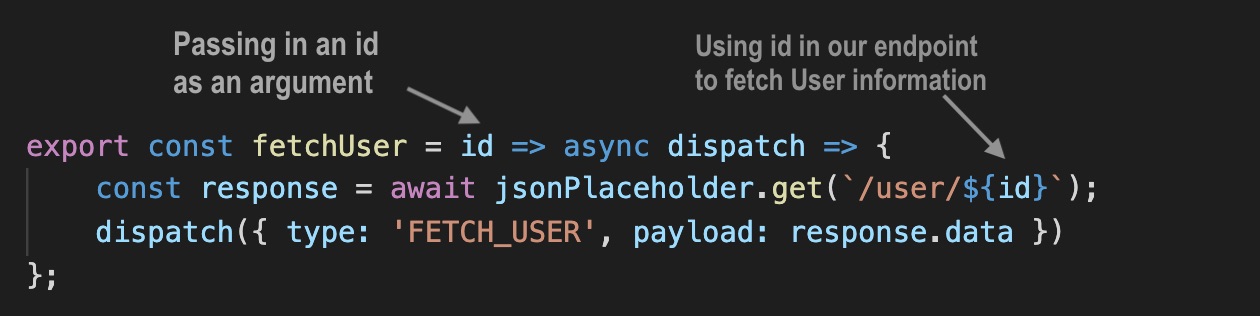 Passing in an id
as an argument
Using id in our endpoint
to fetch User information
export const fetchUser = id => async dispatch => {
    const response = await jsonPlaceholder.get(`/user/${id}`);
    dispatch({ type: 'FETCH_USER', payload: response.data })
};